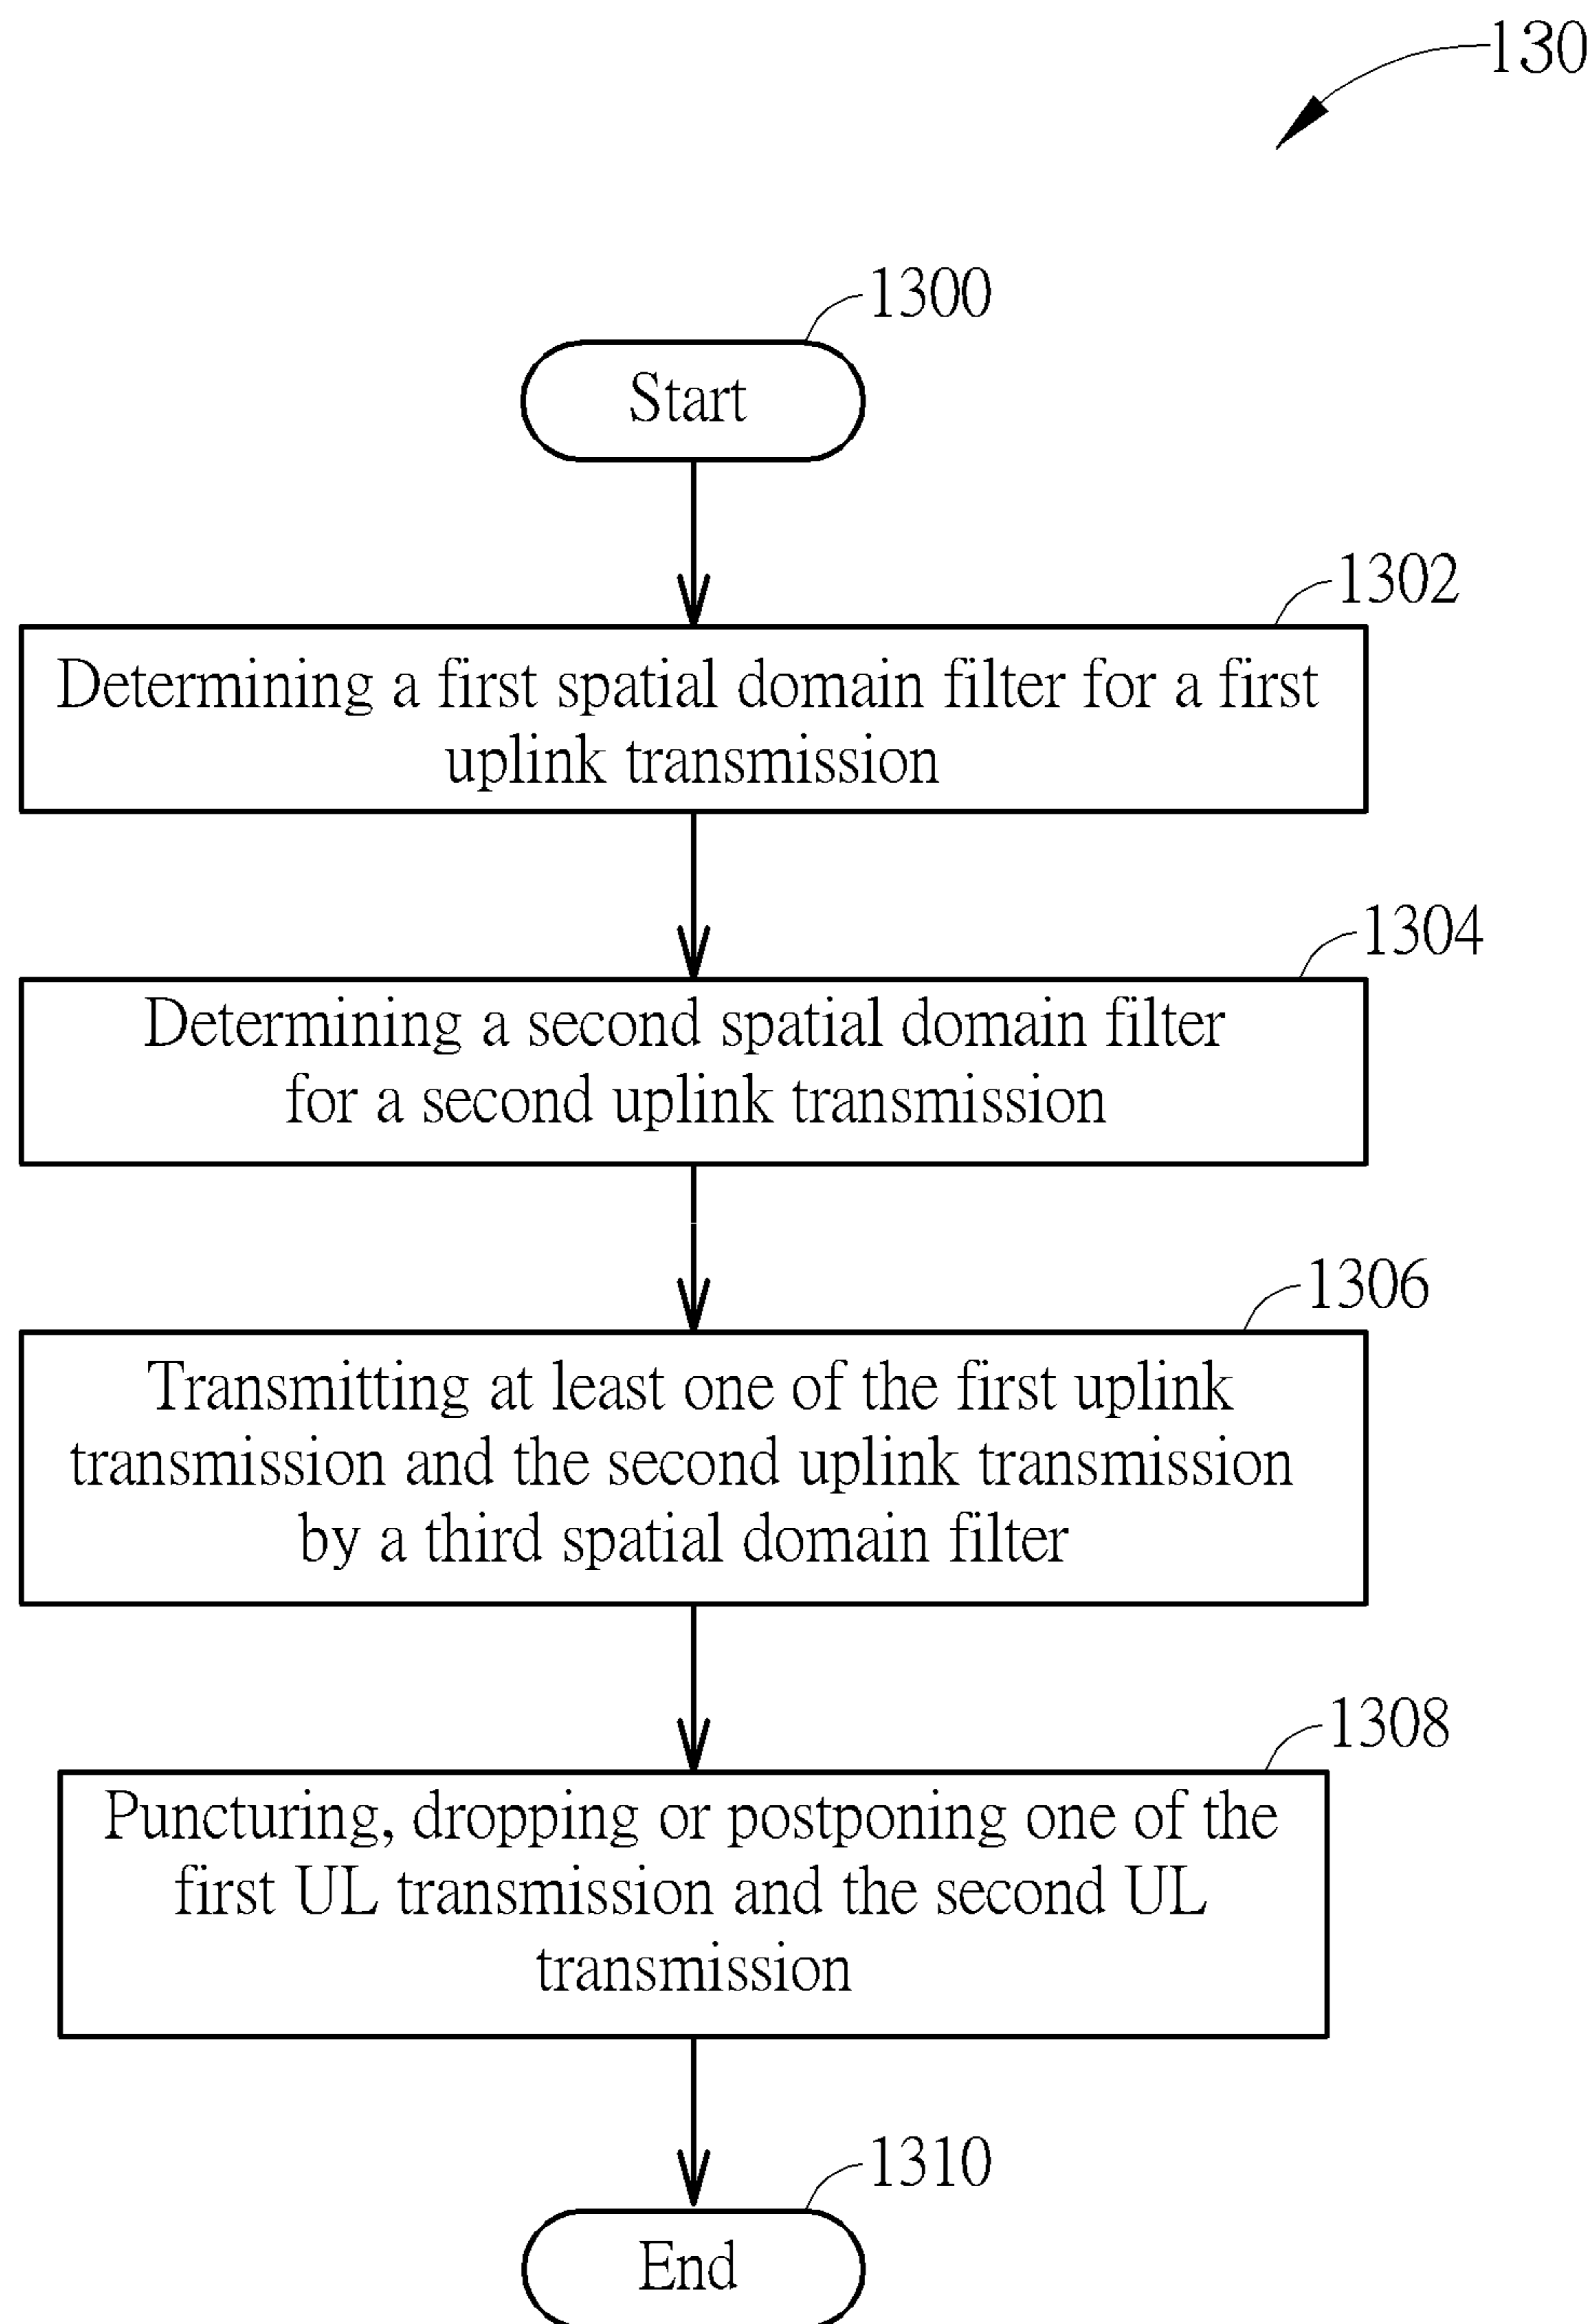 130
1300
Start
1302
Determining a first spatial domain filter for a first
uplink transmission
1304
Determining a second spatial domain filter
for a second uplink transmission
1306
Transmitting at least one of the first uplink
transmission and the second uplink transmission
by a third spatial domain filter
1308
Puncturing, dropping or postponing one of the
first UL transmission and the second UL
transmission
1310
End